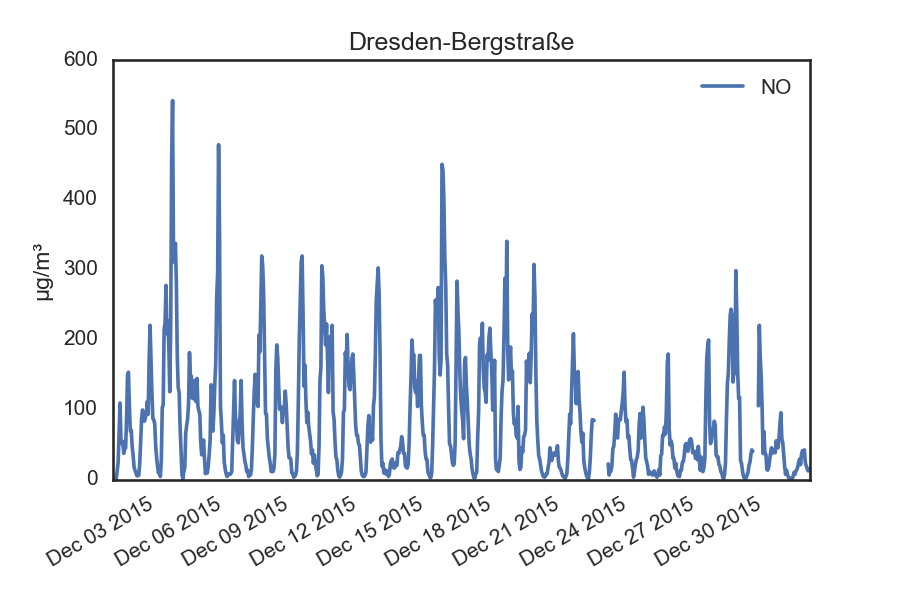 Dresden-Bergstraße
NO
µg/m³
600
500
400
300
200
100
0
Dec 03 2015
Dec 06 2015
Dec 09 2015
Dec 12 2015
Dec 15 2015
Dec 18 2015
Dec 21 2015
Dec 24 2015
Dec 27 2015
Dec 30 2015